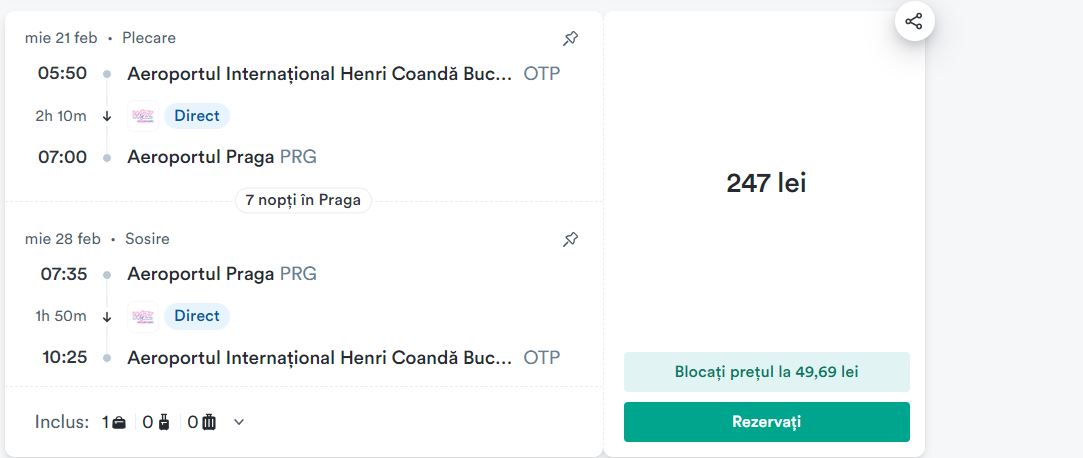 mie 21 feb • Plecare
05:50 Aeroportul Internațional Henri Coandă Buc... OTP
2h 10m Direct
07:00 Aeroportul Praga PRG
7 nopți în Praga
mie 28 feb • Sosire
07:35 Aeroportul Praga PRG
1h 50m Direct
10:25 Aeroportul Internațional Henri Coandă Buc... OTP
Inclus: 1 0 0
247 lei
Blocați prețul la 49,69 lei
Rezervați